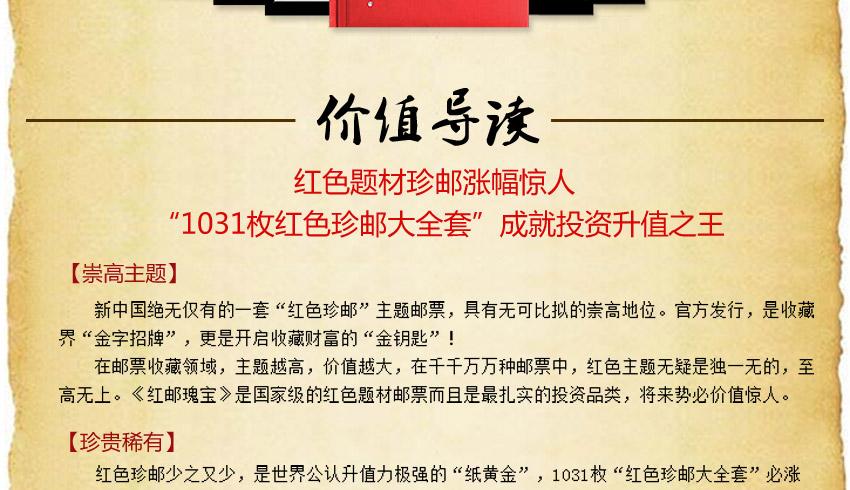 价值导读
红色题材珍邮涨幅惊人
“1031枚红色珍邮大全套”成就投资升值之王
【崇高主题】
新中国绝无仅有的一套“红色珍邮”主题邮票，具有无可比拟的崇高地位。官方发行，是收藏
界“金字招牌”，更是开启收藏财富的“金钥匙”！
在邮票收藏领域，主题越高，价值越大，在千千万万种邮票中，红色主题无疑是独一无的，至
高无上。《红邮瑰宝》是国家级的红色题材邮票而且是最扎实的投资品类，将来势必价值惊人。
【珍贵稀有】
红色珍邮少之又少，是世界公认升值力极强的“纸黄金”，1031枚“红色珍邮大全套”必涨